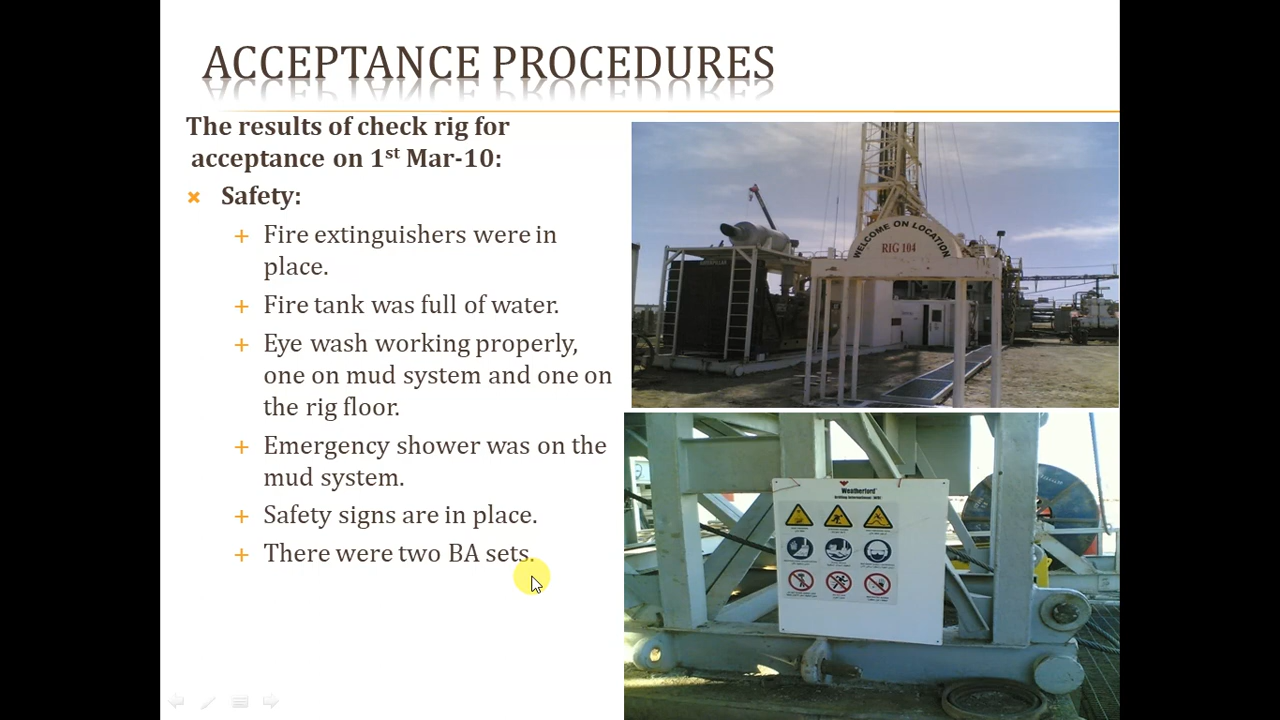 ACCEPTANCE PROCEDURES
The results of check rig for
acceptance on 1st Mar-10:
Safety:
Fire extinguishers were in
place.
Fire tank was full of water.
Eye wash working properly,
one on mud system and one on
the rig floor.
Emergency shower was on the
mud system.
Safety signs are in place.
There were two BA sets.
WELCOME ON LOCATION
RIG 104
Weatherford